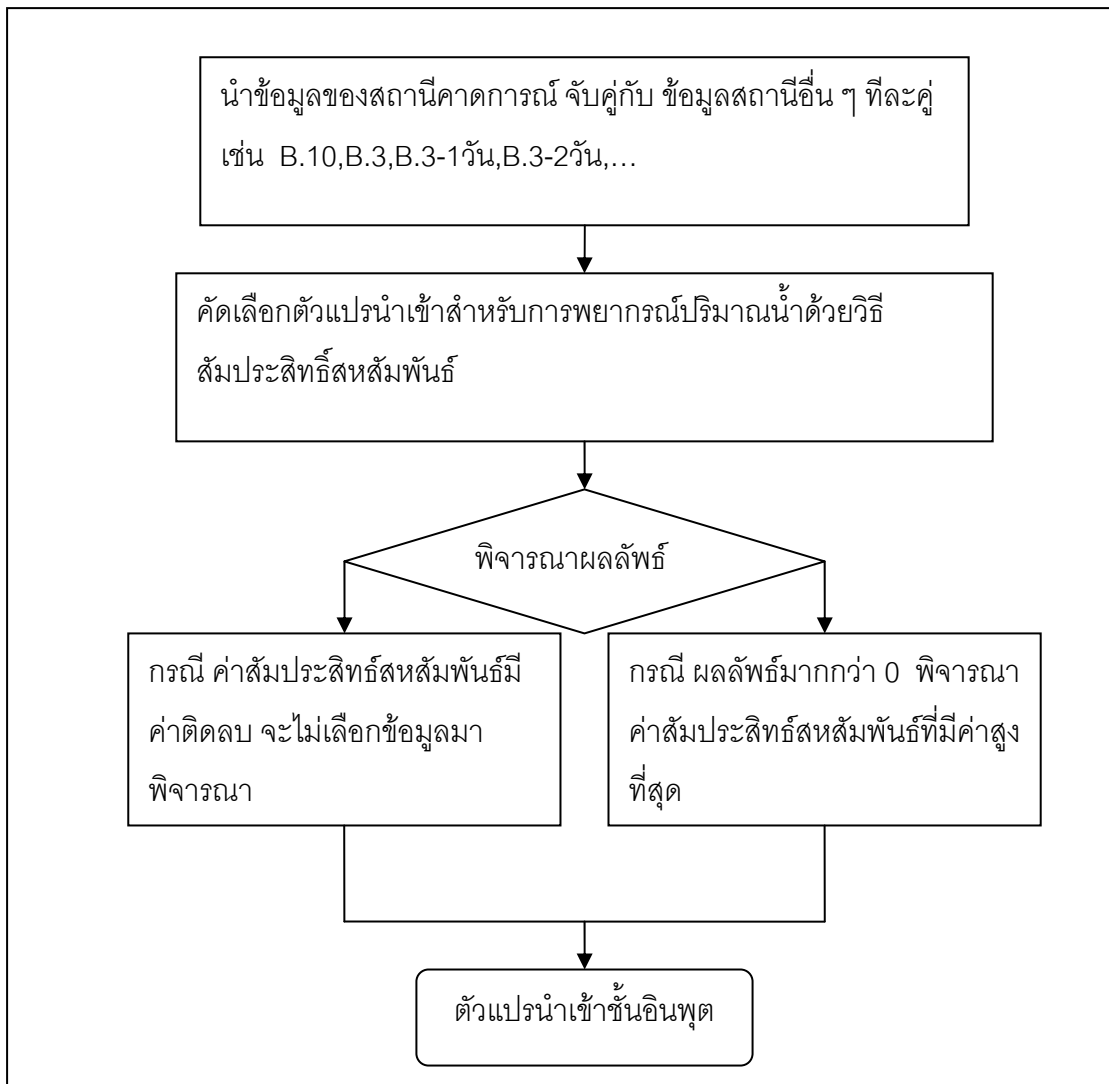 นำข้อมูลของสถานีคาดการณ์ จับคู่กับ ข้อมูลสถานีอื่น ๆ ทีละคู่
เช่น B.10,B.3,B.3-1วัน,B.3-2วัน,...
คัดเลือกตัวแปรนำเข้าสำหรับการพยากรณ์ปริมาณน้ำด้วยวิธี
สัมประสิทธิ์สหสัมพันธ์
พิจารณาผลลัพธ์
กรณี ค่าสัมประสิทธ์สหสัมพันธ์มี
ค่าติดลบ จะไม่เลือกข้อมูลมา
พิจารณา
กรณี ผลลัพธ์มากกว่า 0 พิจารณา
ค่าสัมประสิทธ์สหสัมพันธ์ที่มีค่าสูง
ที่สุด
ตัวแปรนำเข้าชั้นอินพุต